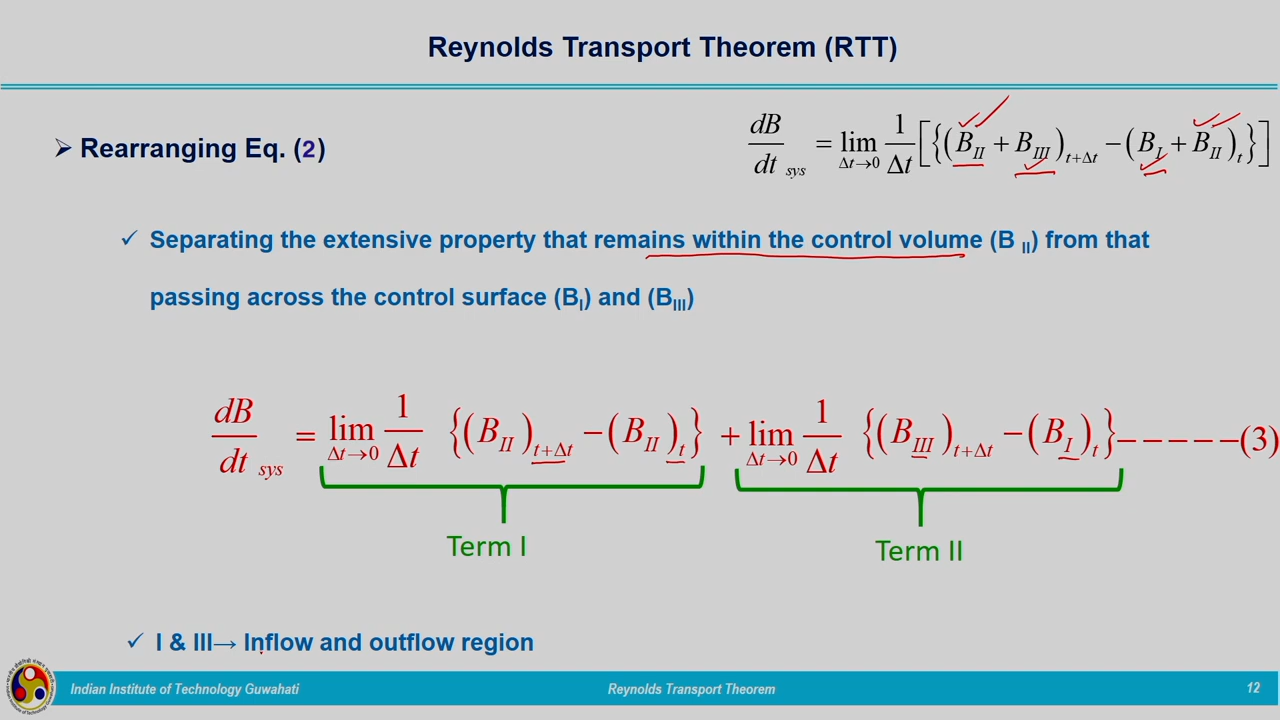 Reynolds Transport Theorem (RTT)
➢ Rearranging Eq. (2)
dB/dt sys = lim Δt→0 1/Δt [{(B_II + B_III)_t+Δt − (B_I + B_II)_t}]
✓ Separating the extensive property that remains within the control volume (B II) from that
passing across the control surface (BI) and (BIII)
dB/dt sys = lim Δt→0 1/Δt {(B_II)_t+Δt − (B_II)_t} + lim Δt→0 1/Δt {(B_III)_t+Δt − (B_I)_t} −−−−−(3)
Term I
Term II
✓ I & III→ Inflow and outflow region
Indian Institute of Technology Guwahati
Reynolds Transport Theorem
12